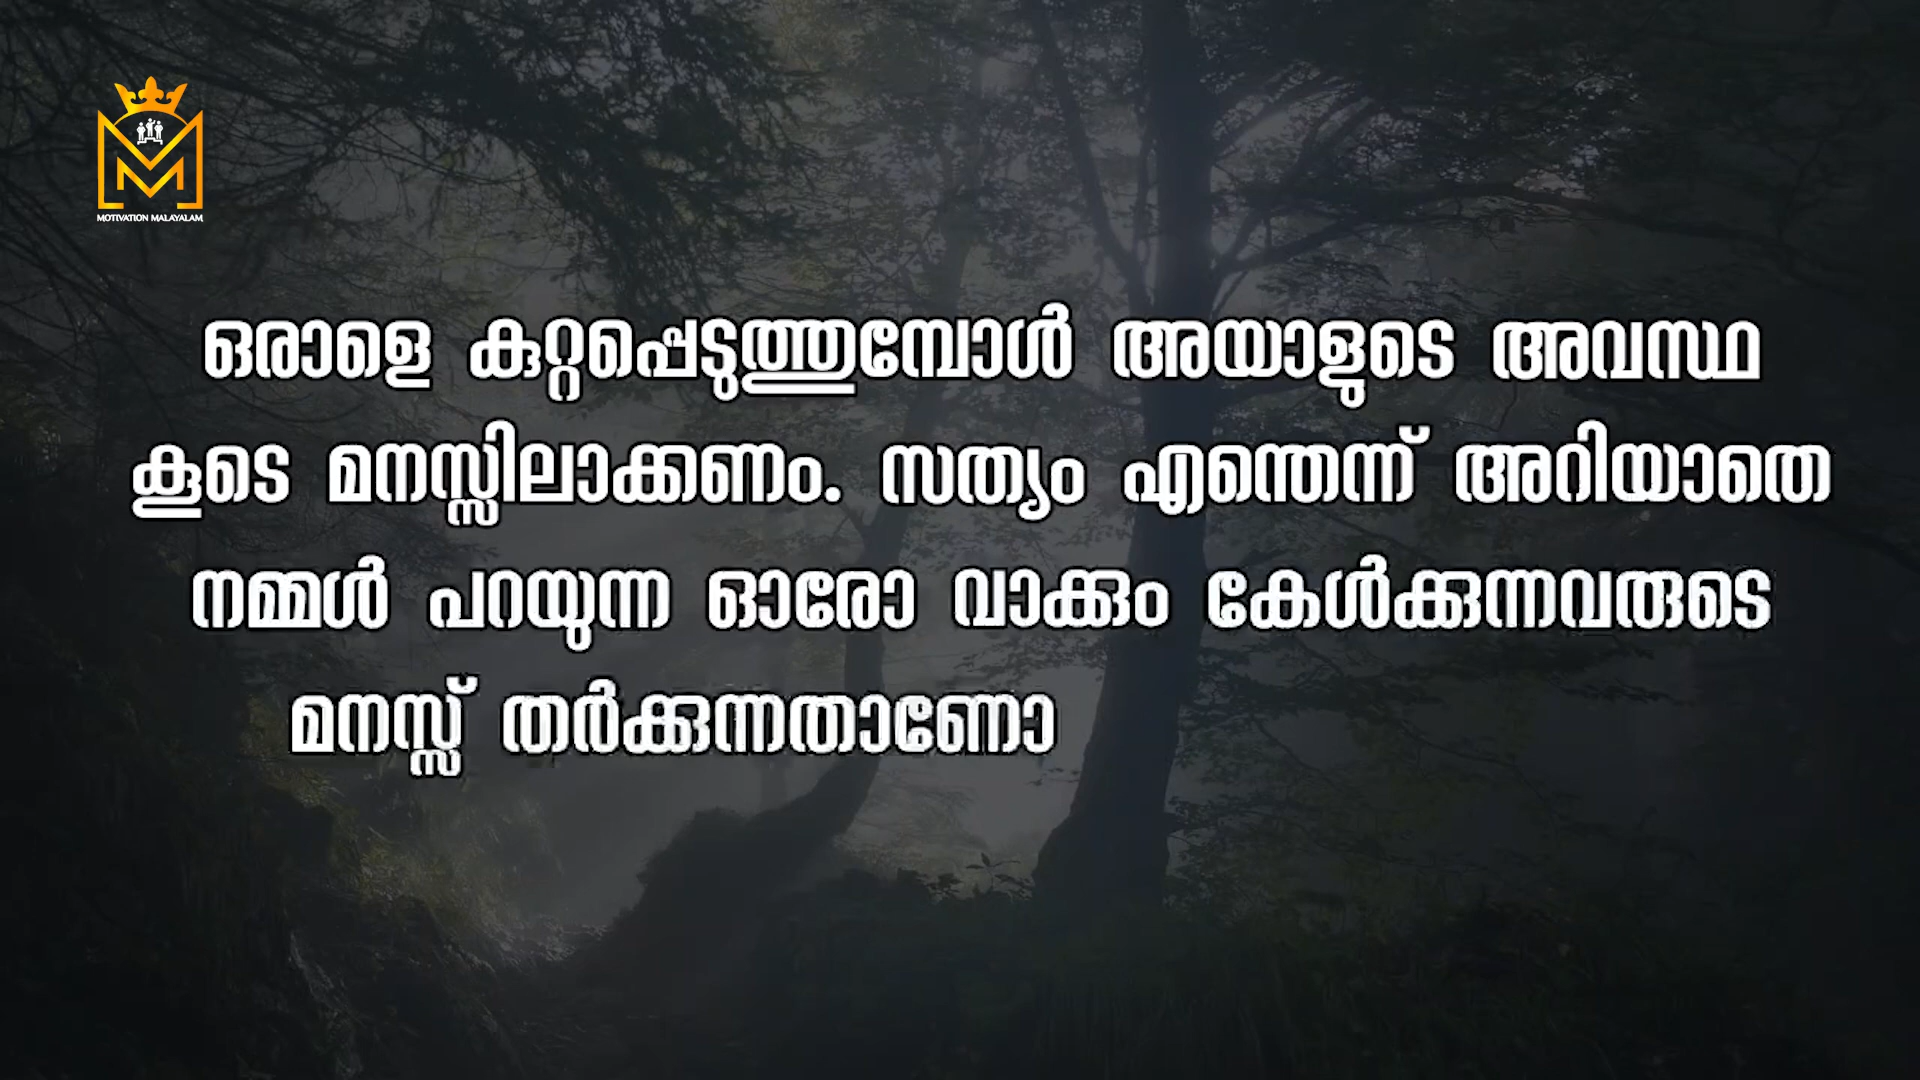 MOTIVATION MALAYALAM
ഒരാളെ കുറ്റപ്പെടുത്തുമ്പോൾ അയാളുടെ അവസ്ഥ
കൂടെ മനസ്സിലാക്കണം. സത്യം എന്തെന്ന് അറിയാതെ
നമ്മൾ പറയുന്ന ഓരോ വാക്കും കേൾക്കുന്നവരുടെ
മനസ്സ് തർക്കുന്നതാണോ